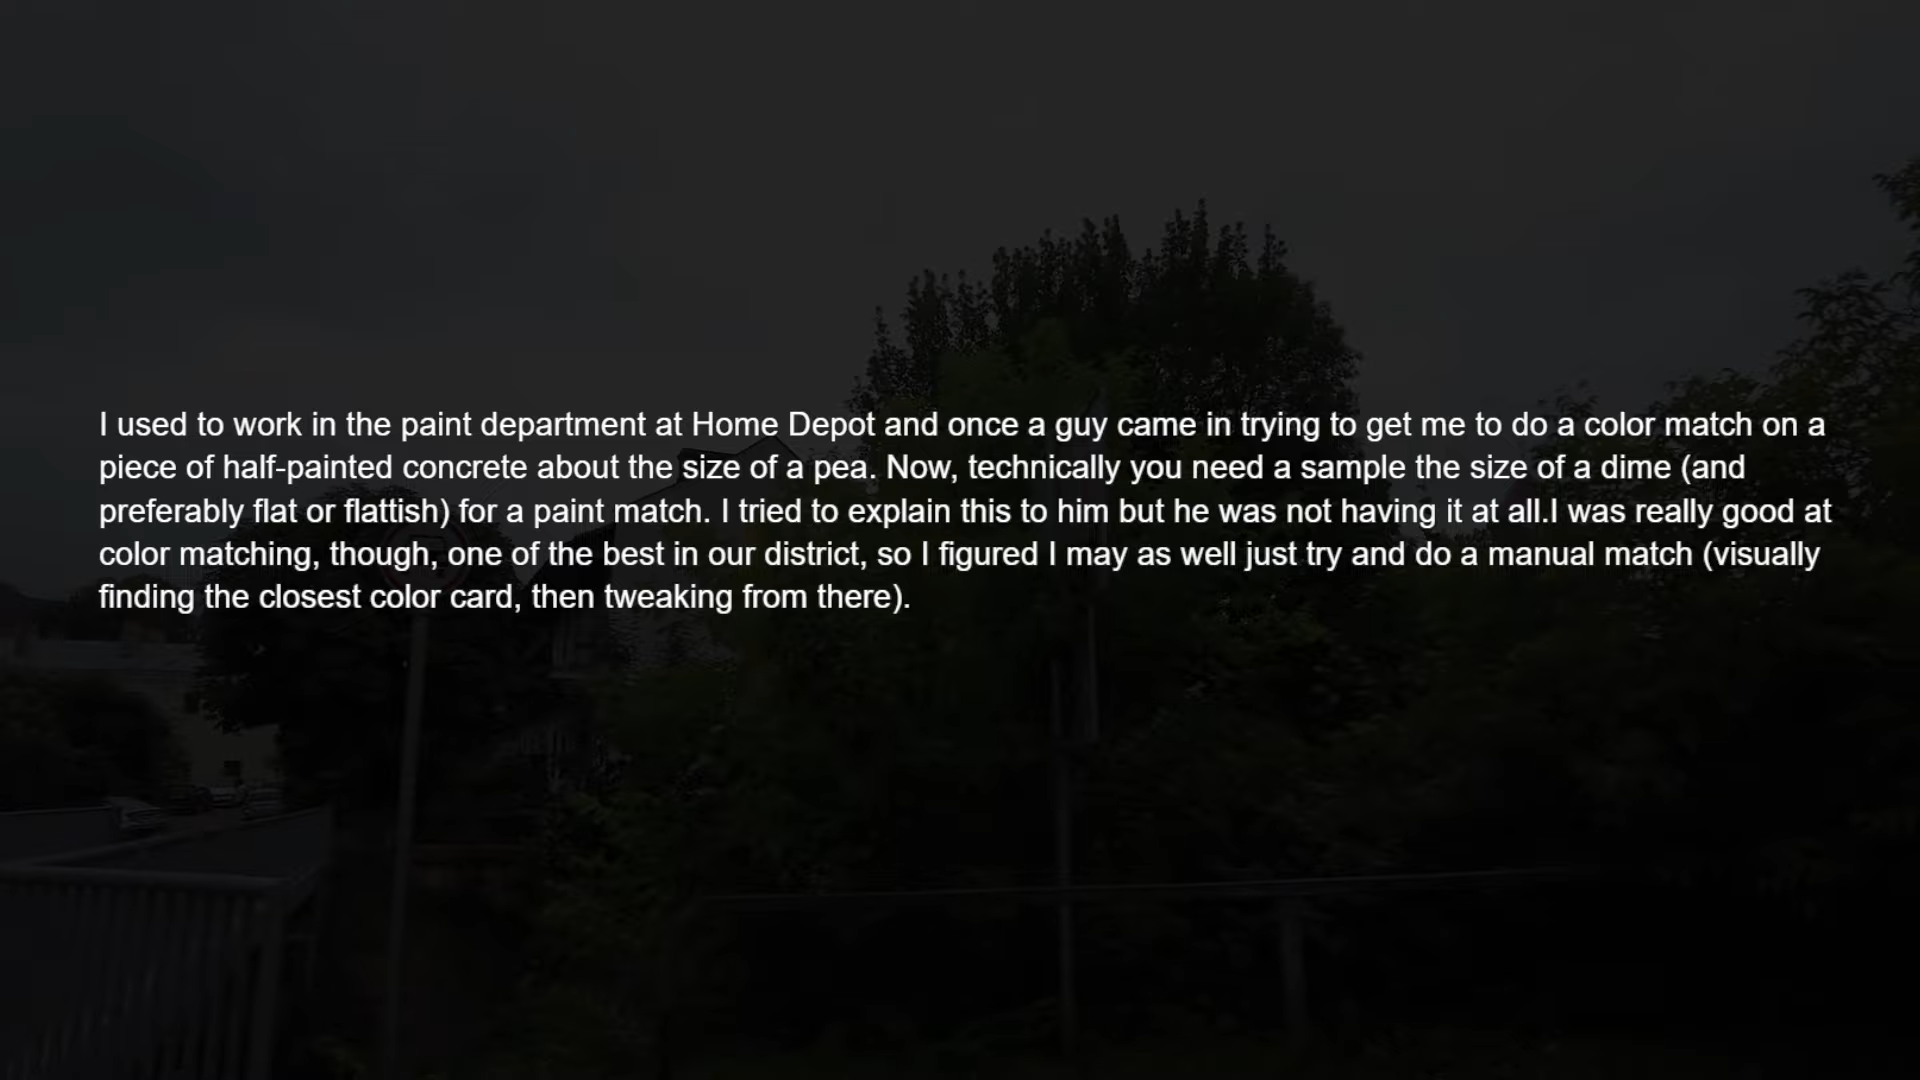 I used to work in the paint department at Home Depot and once a guy came in trying to get me to do a color match on a
piece of half-painted concrete about the size of a pea. Now, technically you need a sample the size of a dime (and
preferably flat or flattish) for a paint match. I tried to explain this to him but he was not having it at all.I was really good at
color matching, though, one of the best in our district, so I figured I may as well just try and do a manual match (visually
finding the closest color card, then tweaking from there).